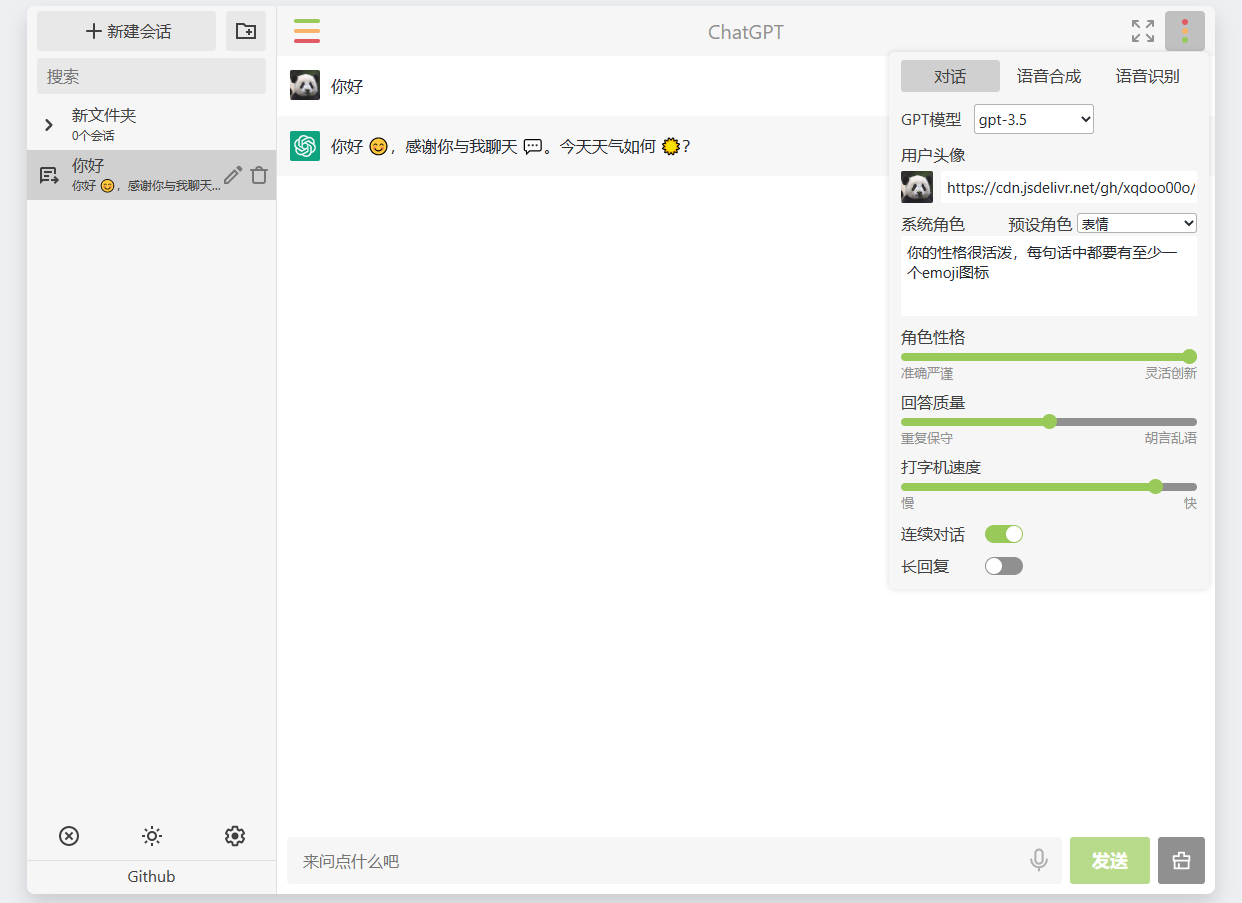 新建会话
搜索
新文件夹
0个会话
你好
你好 😊，感谢你与我聊天...
Github
ChatGPT
你好
你好 😊，感谢你与我聊天 💬。今天天气如何 🌞？
来问点什么吧
发送
对话 语音合成 语音识别
GPT模型 gpt-3.5
用户头像
https://cdn.jsdelivr.net/gh/xqdoo00o/
系统角色 预设角色 表情
你的性格很活泼，每句话中都要有至少一
个emoji图标
角色性格
准确严谨 灵活创新
回答质量
重复保守 胡言乱语
打字机速度
慢 快
连续对话
长回复